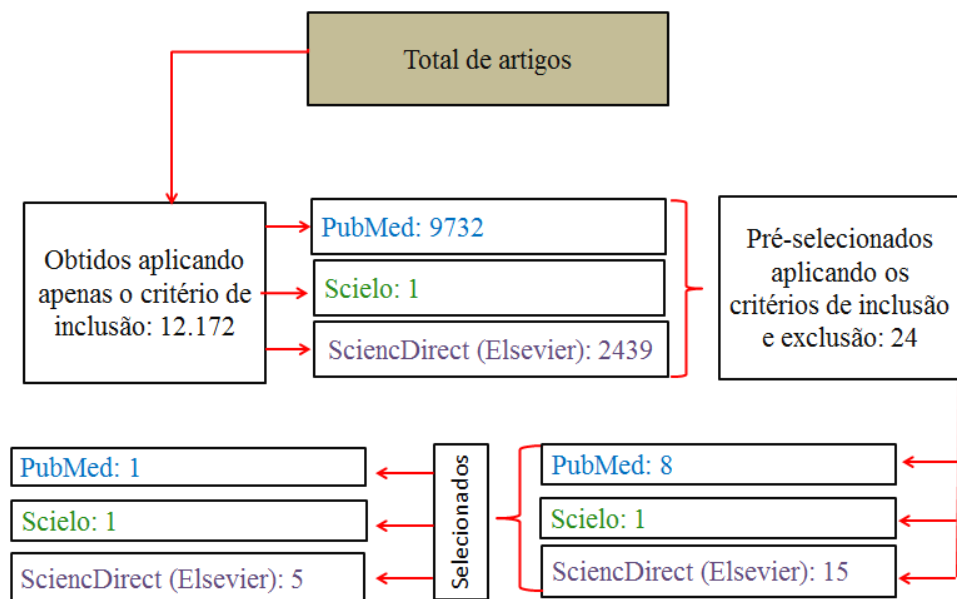 Total de artigos
Obtidos aplicando
apenas o critério de
inclusão: 12.172
PubMed: 9732
Scielo: 1
SciencDirect (Elsevier): 2439
Pré-selecionados
aplicando os
critérios de inclusão
e exclusão: 24
PubMed: 8
Scielo: 1
SciencDirect (Elsevier): 15
Selecionados
PubMed: 1
Scielo: 1
SciencDirect (Elsevier): 5